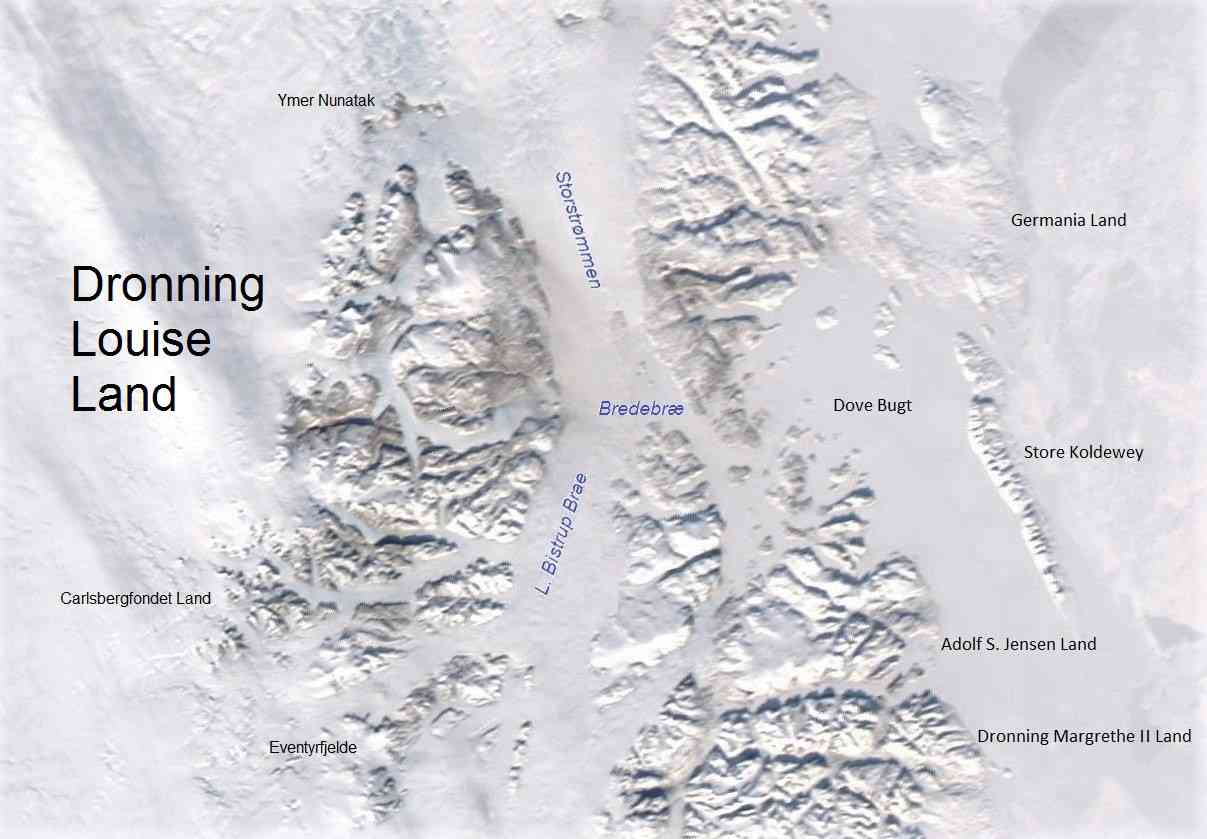 Ymer Nunatak
Storstrømmen
Germania Land
Dronning
Louise
Land
Bredebræ
Dove Bugt
Store Koldewey
L. Bistrup Brae
Carlsbergfondet Land
Adolf S. Jensen Land
Dronning Margrethe II Land
Eventyrfjelde